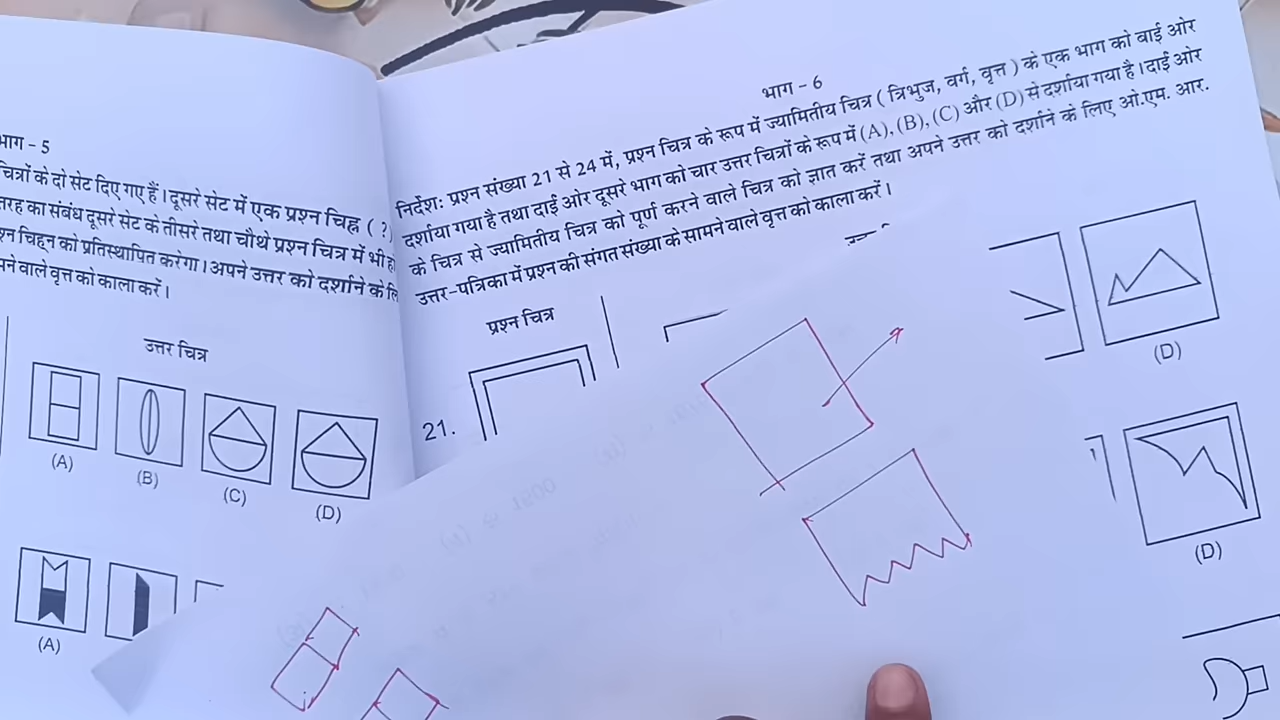 भाग - 5
चित्रों के दो सेट दिए गए हैं। दूसरे सेट में एक प्रश्न चिह्न ( ?
तरह का संबंध दूसरे सेट के तीसरे तथा चौथे प्रश्न चित्र में भी
चिह्न को प्रतिस्थापित करेगा। अपने उत्तर को दर्शाने के
वाले वृत्त को काला करें।
उत्तर चित्र
(A)
(B)
(C)
(D)
(A)
भाग - 6
निर्देश: प्रश्न संख्या 21 से 24 में, प्रश्न चित्र के रूप में ज्यामितीय चित्र ( त्रिभुज, वर्ग, वृत्त ) के एक भाग को बाईं ओर
दर्शाया गया है तथा दाईं ओर दूसरे भाग को चार उत्तर चित्रों के रूप में (A), (B), (C) और (D) से दर्शाया गया है। दाईं ओर
के चित्र से ज्यामितीय चित्र को पूर्ण करने वाले चित्र को ज्ञात करें तथा अपने उत्तर को दर्शाने के लिए ओ.एम. आर.
उत्तर-पत्रिका में प्रश्न की संगत संख्या के सामने वाले वृत्त को काला करें।
प्रश्न चित्र
21.
(D)
(D)